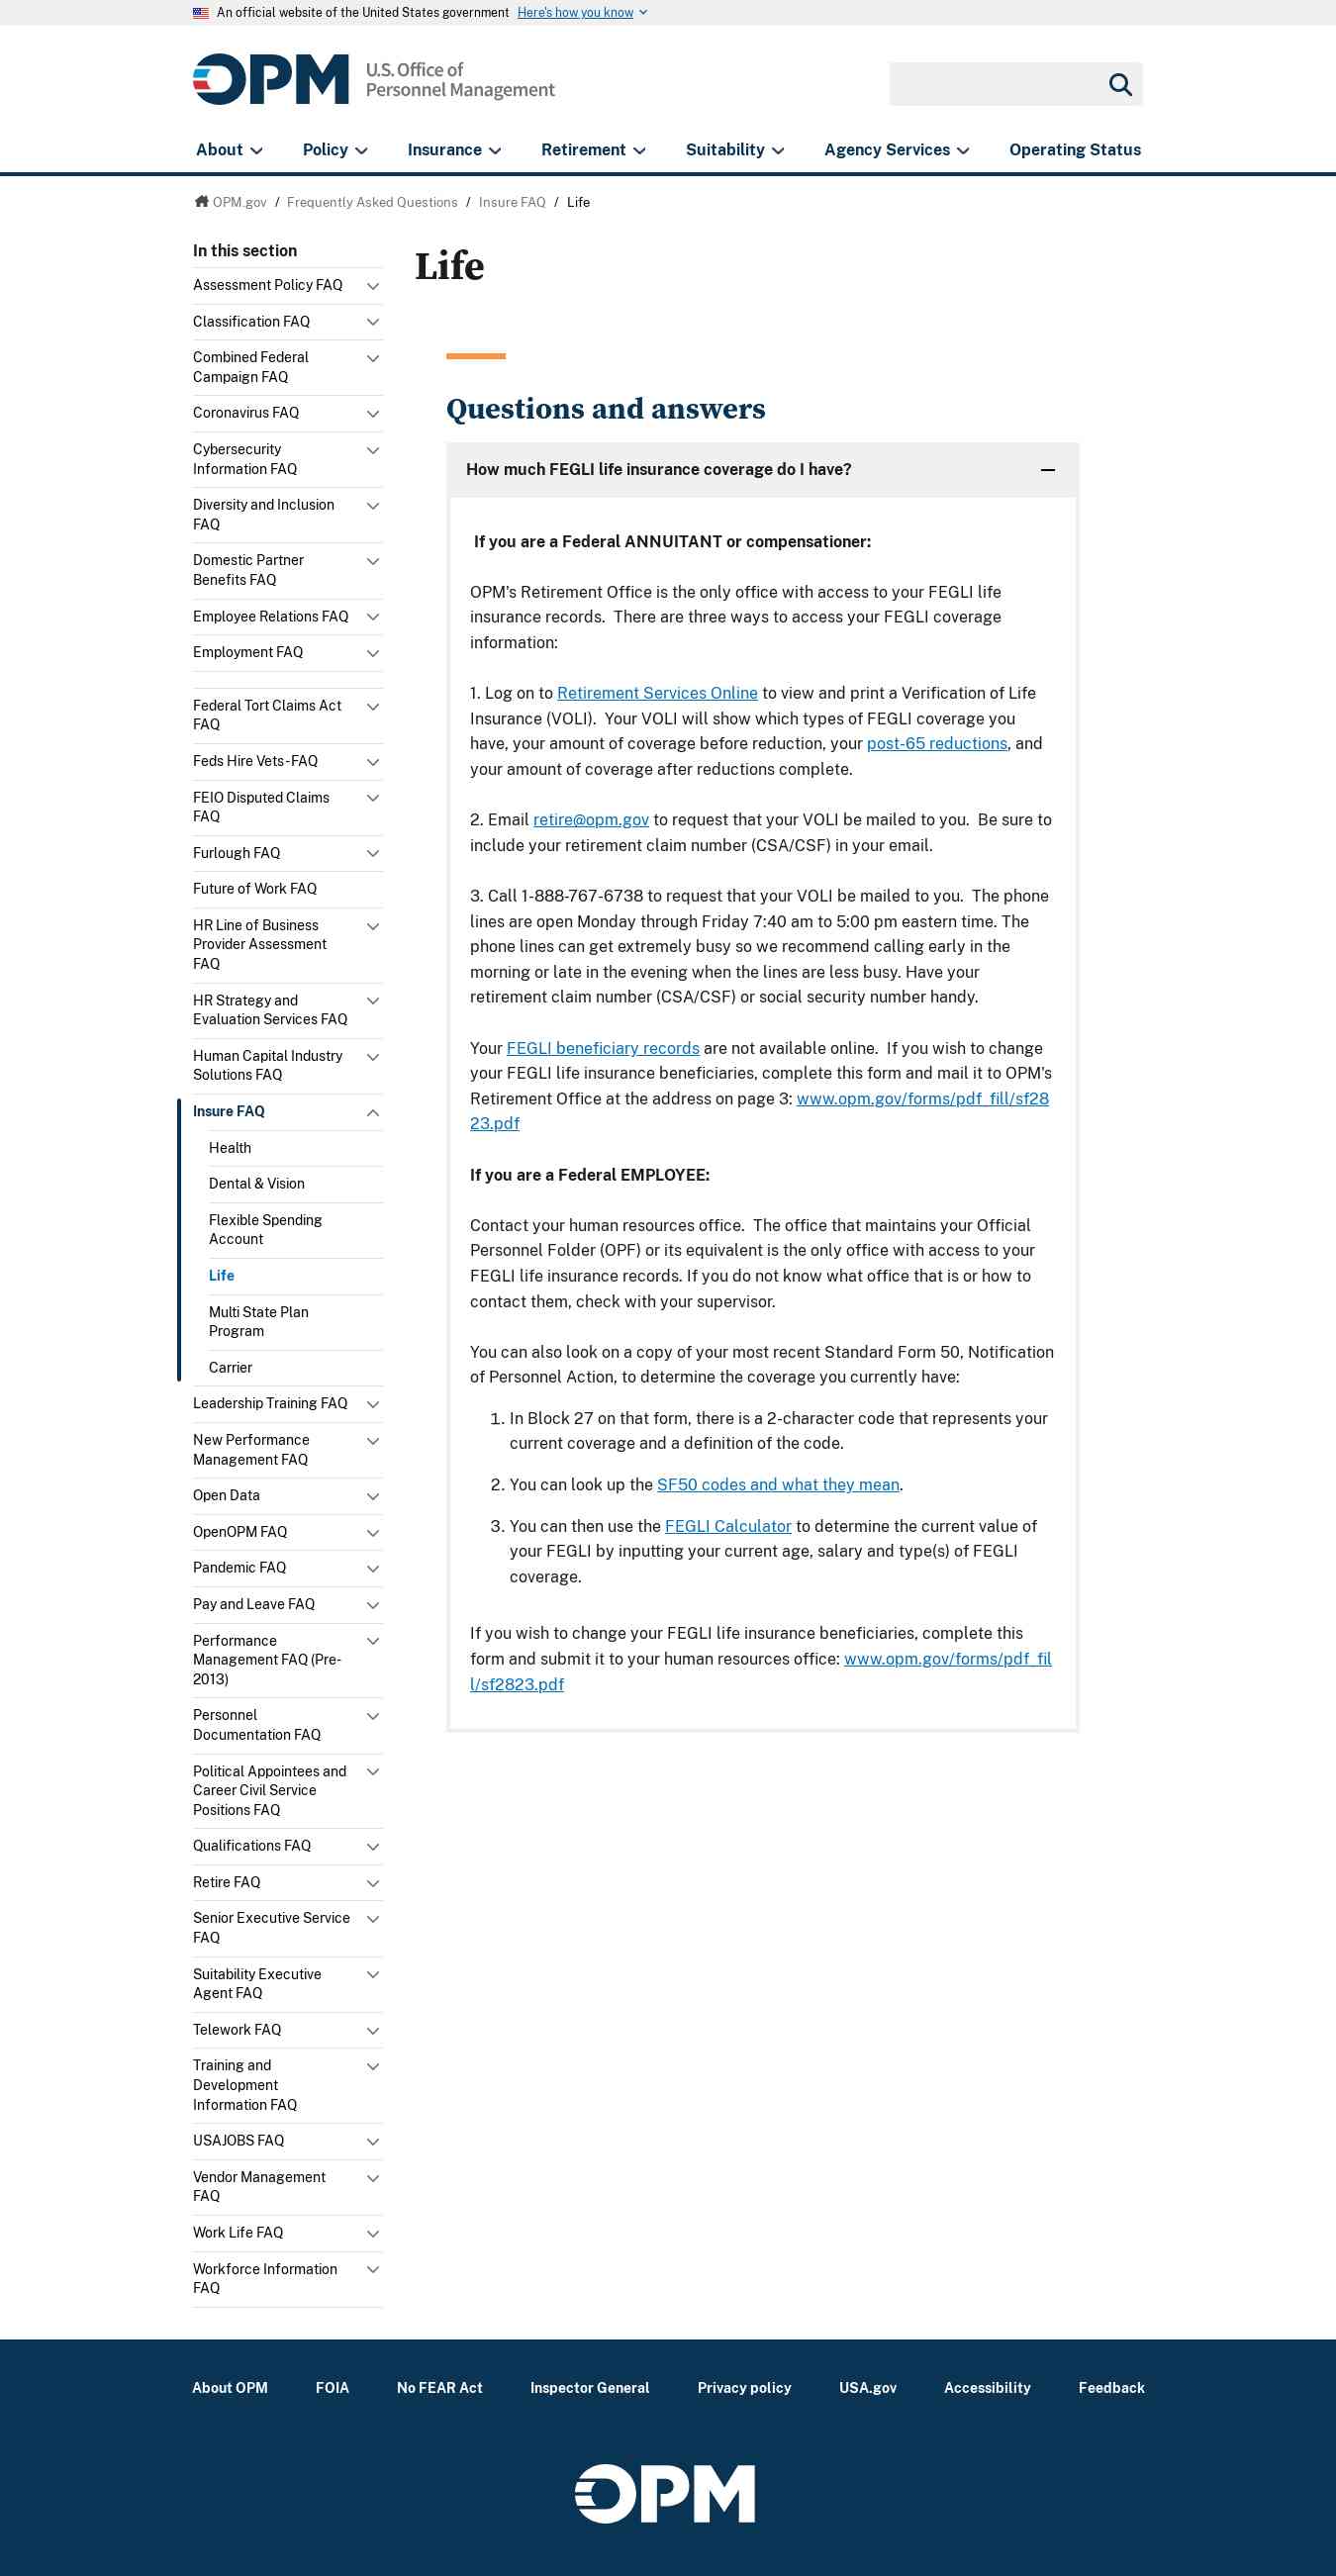 An official website of the United States government Here's how you know
OPM U.S. Office of
Personnel Management
About Policy Insurance Retirement Suitability Agency Services Operating Status
OPM.gov / Frequently Asked Questions / Insure FAQ / Life
In this section
Assessment Policy FAQ
Classification FAQ
Combined Federal
Campaign FAQ
Coronavirus FAQ
Cybersecurity
Information FAQ
Diversity and Inclusion
FAQ
Domestic Partner
Benefits FAQ
Employee Relations FAQ
Employment FAQ
Federal Tort Claims Act
FAQ
Feds Hire Vets-FAQ
FEIO Disputed Claims
FAQ
Furlough FAQ
Future of Work FAQ
HR Line of Business
Provider Assessment
FAQ
HR Strategy and
Evaluation Services FAQ
Human Capital Industry
Solutions FAQ
Insure FAQ
Health
Dental & Vision
Flexible Spending
Account
Life
Multi State Plan
Program
Carrier
Leadership Training FAQ
New Performance
Management FAQ
Open Data
OpenOPM FAQ
Pandemic FAQ
Pay and Leave FAQ
Performance
Management FAQ (Pre-
2013)
Personnel
Documentation FAQ
Political Appointees and
Career Civil Service
Positions FAQ
Qualifications FAQ
Retire FAQ
Senior Executive Service
FAQ
Suitability Executive
Agent FAQ
Telework FAQ
Training and
Development
Information FAQ
USAJOBS FAQ
Vendor Management
FAQ
Work Life FAQ
Workforce Information
FAQ
Life
Questions and answers
How much FEGLI life insurance coverage do I have?
If you are a Federal ANNUITANT or compensationer:
OPM's Retirement Office is the only office with access to your FEGLI life
insurance records. There are three ways to access your FEGLI coverage
information:
1. Log on to Retirement Services Online to view and print a Verification of Life
Insurance (VOLI). Your VOLI will show which types of FEGLI coverage you
have, your amount of coverage before reduction, your post-65 reductions, and
your amount of coverage after reductions complete.
2. Email retire@opm.gov to request that your VOLI be mailed to you. Be sure to
include your retirement claim number (CSA/CSF) in your email.
3. Call 1-888-767-6738 to request that your VOLI be mailed to you. The phone
lines are open Monday through Friday 7:40 am to 5:00 pm eastern time. The
phone lines can get extremely busy so we recommend calling early in the
morning or late in the evening when the lines are less busy. Have your
retirement claim number (CSA/CSF) or social security number handy.
Your FEGLI beneficiary records are not available online. If you wish to change
your FEGLI life insurance beneficiaries, complete this form and mail it to OPM's
Retirement Office at the address on page 3: www.opm.gov/forms/pdf_fill/sf28
23.pdf
If you are a Federal EMPLOYEE:
Contact your human resources office. The office that maintains your Official
Personnel Folder (OPF) or its equivalent is the only office with access to your
FEGLI life insurance records. If you do not know what office that is or how to
contact them, check with your supervisor.
You can also look on a copy of your most recent Standard Form 50, Notification
of Personnel Action, to determine the coverage you currently have:
1. In Block 27 on that form, there is a 2-character code that represents your
current coverage and a definition of the code.
2. You can look up the SF50 codes and what they mean.
3. You can then use the FEGLI Calculator to determine the current value of
your FEGLI by inputting your current age, salary and type(s) of FEGLI
coverage.
If you wish to change your FEGLI life insurance beneficiaries, complete this
form and submit it to your human resources office: www.opm.gov/forms/pdf_fil
l/sf2823.pdf
About OPM FOIA No FEAR Act Inspector General Privacy policy USA.gov Accessibility Feedback
OPM